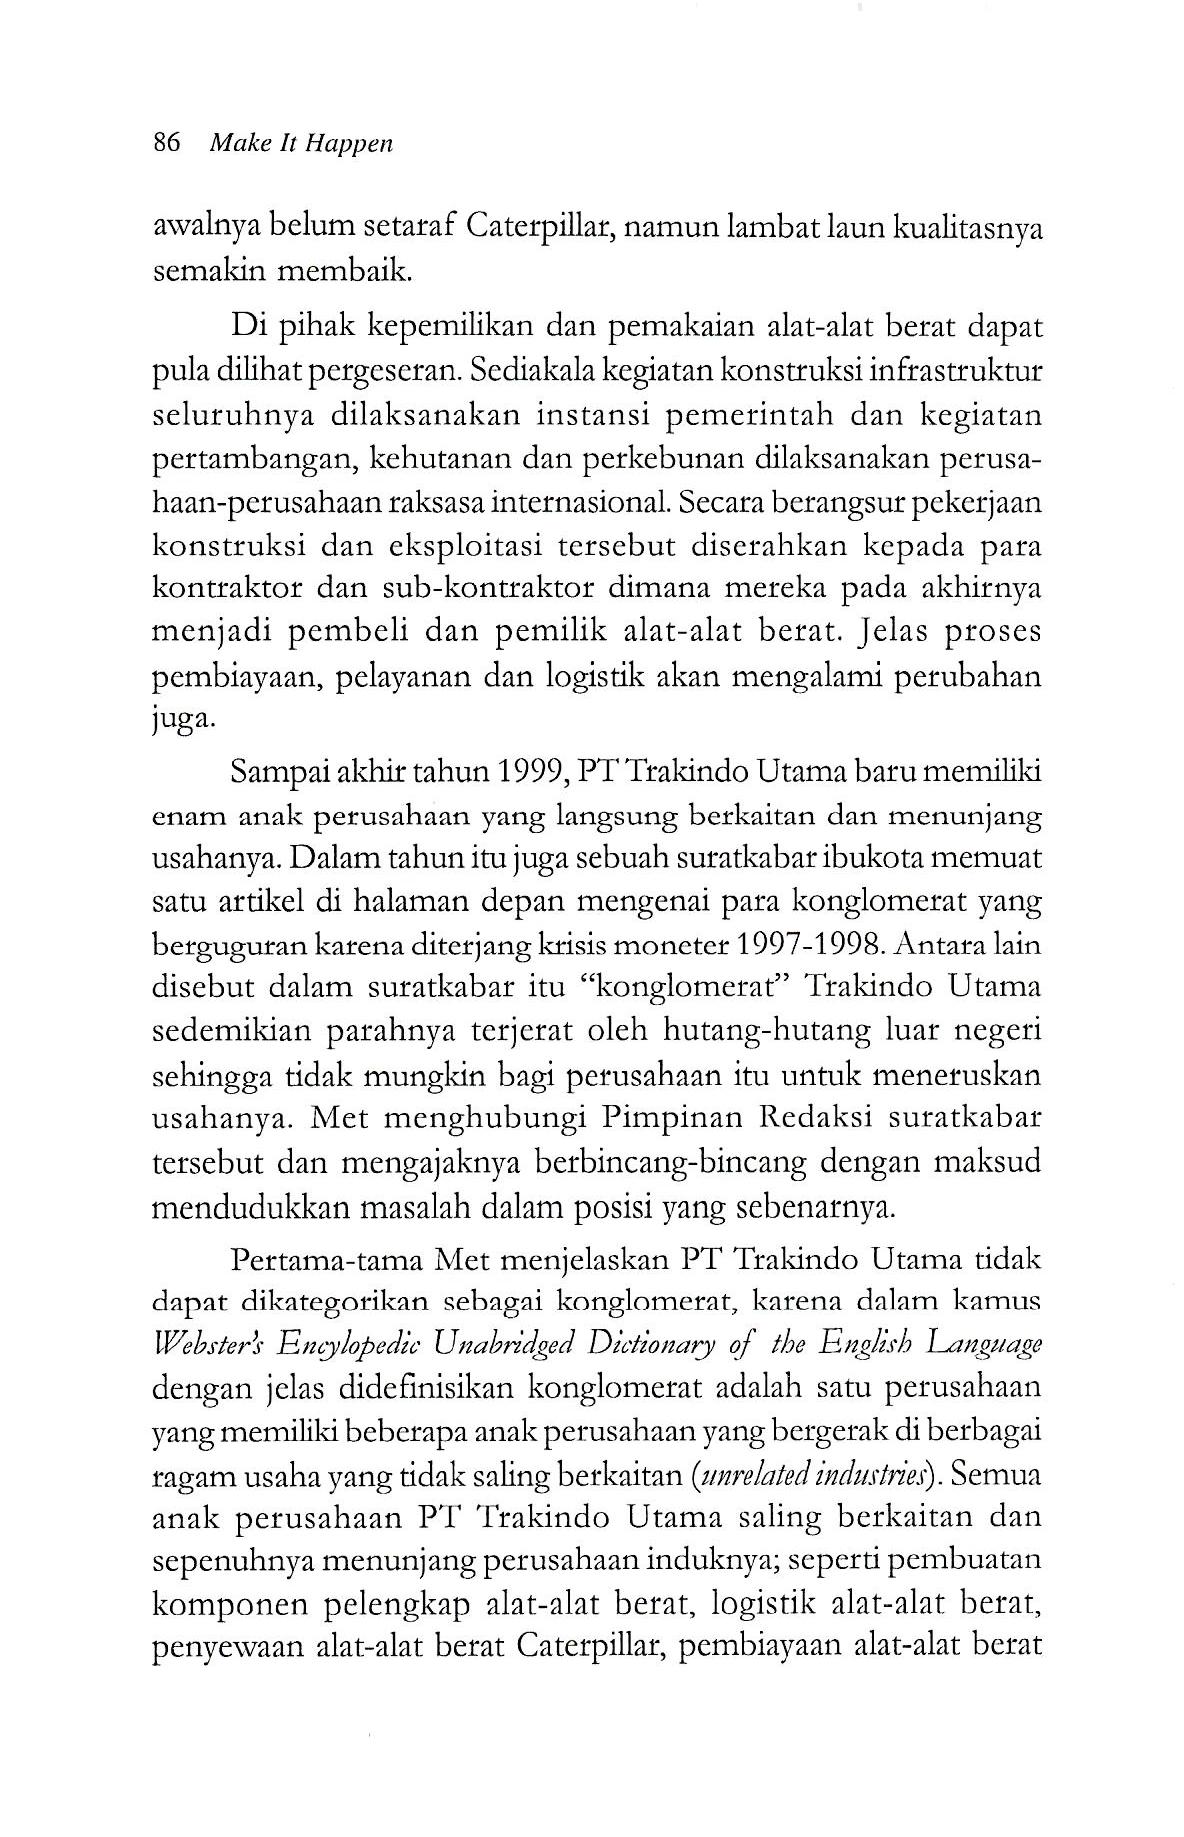 86 Make It Happen
awalnya belum setaraf Caterpillar, namun lambat laun kualitasnya
semakin membaik.
Di pihak kepemilikan dan pemakaian alat-alat berat dapat
pula dilihat pergeseran. Sediakala kegiatan konstruksi infrastruktur
seluruhnya dilaksanakan instansi pemerintah dan kegiatan
pertambangan, kehutanan dan perkebunan dilaksanakan perusa-
haan-perusahaan raksasa internasional. Secara berangsur pekerjaan
konstruksi dan eksploitasi tersebut diserahkan kepada para
kontraktor dan sub-kontraktor dimana mereka pada akhirnya
menjadi pembeli dan pemilik alat-alat berat. Jelas proses
pembiayaan, pelayanan dan logistik akan mengalami perubahan
juga.
Sampai akhir tahun 1999, PT Trakindo Utama baru memiliki
enam anak perusahaan yang langsung berkaitan dan menunjang
usahanya. Dalam tahun itu juga sebuah suratkabar ibukota memuat
satu artikel di halaman depan mengenai para konglomerat yang
berguguran karena diterjang krisis moneter 1997-1998. Antara lain
disebut dalam suratkabar itu “konglomerat” Trakindo Utama
sedemikian parahnya terjerat oleh hutang-hutang luar negeri
sehingga tidak mungkin bagi perusahaan itu untuk meneruskan
usahanya. Met menghubungi Pimpinan Redaksi suratkabar
tersebut dan mengajaknya berbincang-bincang dengan maksud
mendudukkan masalah dalam posisi yang sebenarnya.
Pertama-tama Met menjelaskan PT Trakindo Utama tidak
dapat dikategorikan sebagai konglomerat, karena dalam kamus
Webster’s Encylopedic Unabridged Dictionary of the English Language
dengan jelas didefinisikan konglomerat adalah satu perusahaan
yang memiliki beberapa anak perusahaan yang bergerak di berbagai
ragam usaha yang tidak saling berkaitan (unrelated industries). Semua
anak perusahaan PT Trakindo Utama saling berkaitan dan
sepenuhnya menunjang perusahaan induknya; seperti pembuatan
komponen pelengkap alat-alat berat, logistik alat-alat berat,
penyewaan alat-alat berat Caterpillar, pembiayaan alat-alat berat